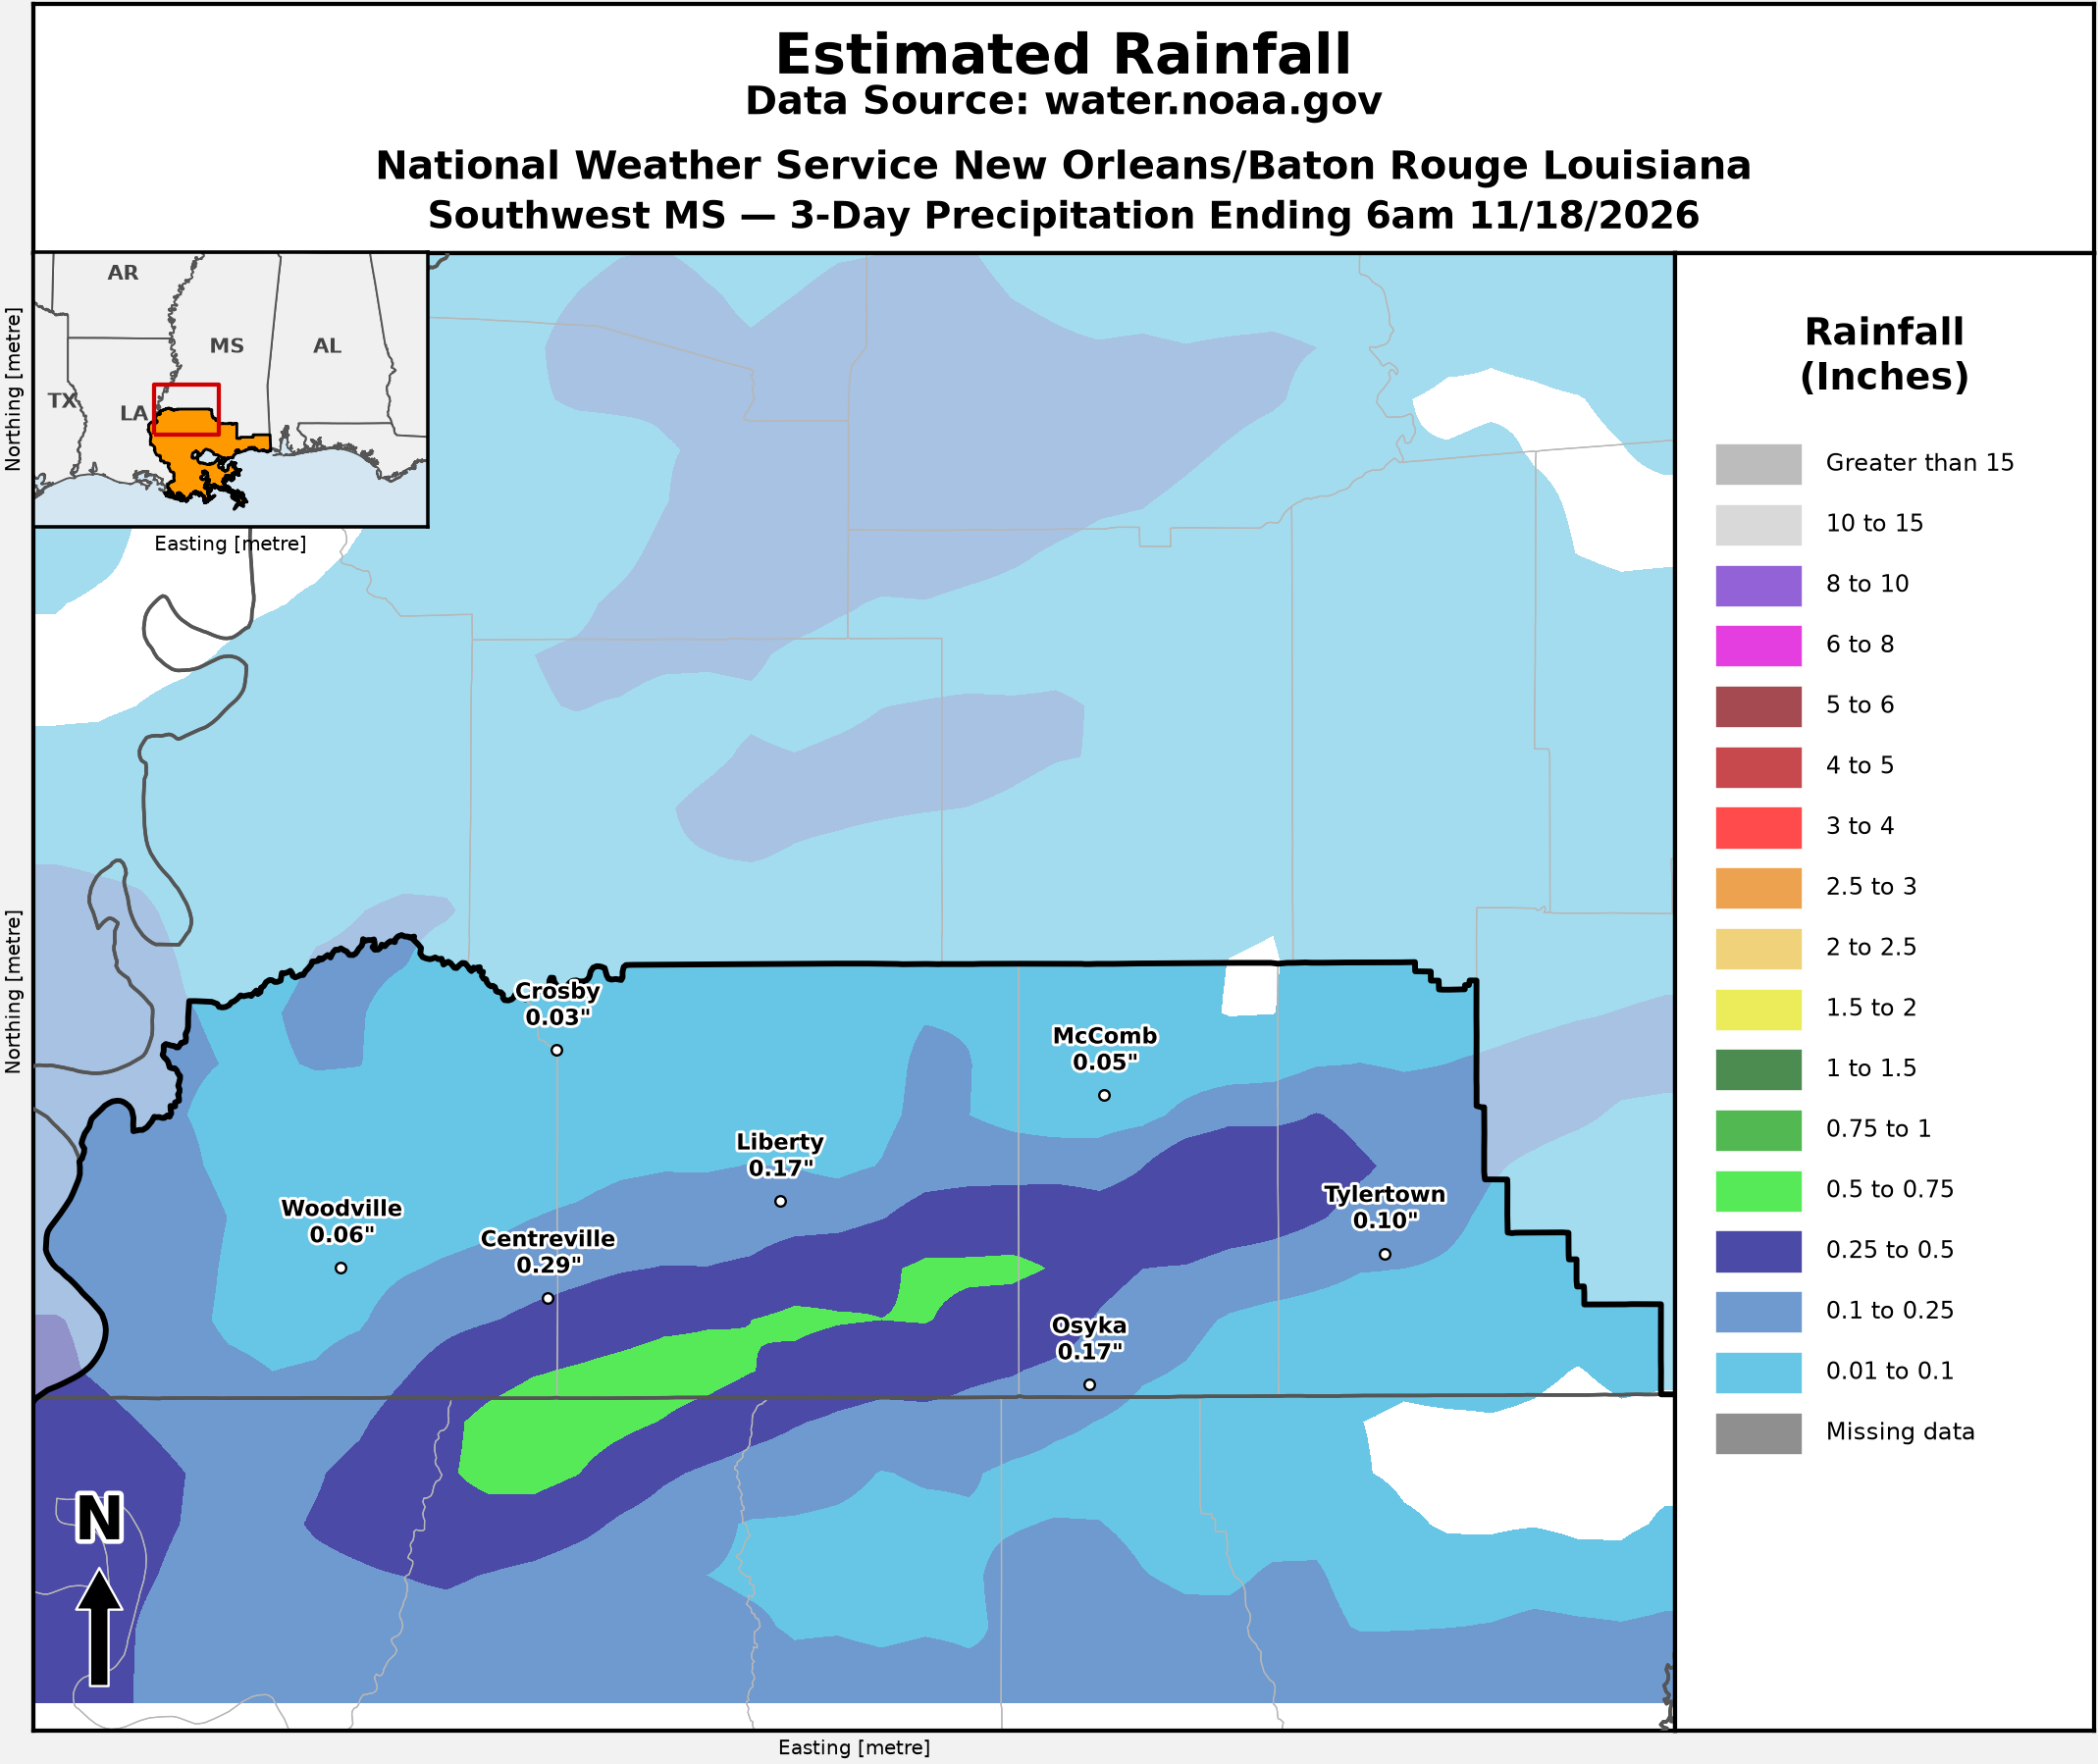 Estimated Rainfall
Data Source: water.noaa.gov
National Weather Service New Orleans/Baton Rouge Louisiana
Southwest MS — 3-Day Precipitation Ending 6am 11/18/2026
AR
MS
AL
TX
LA
Northing [metre]
Easting [metre]
Northing [metre]
Crosby
0.03"
McComb
0.05"
Liberty
0.17"
Woodville
0.06"
Centreville
0.29"
Tylertown
0.10"
Osyka
0.17"
N
Easting [metre]
Rainfall
(Inches)
Greater than 15
10 to 15
8 to 10
6 to 8
5 to 6
4 to 5
3 to 4
2.5 to 3
2 to 2.5
1.5 to 2
1 to 1.5
0.75 to 1
0.5 to 0.75
0.25 to 0.5
0.1 to 0.25
0.01 to 0.1
Missing data